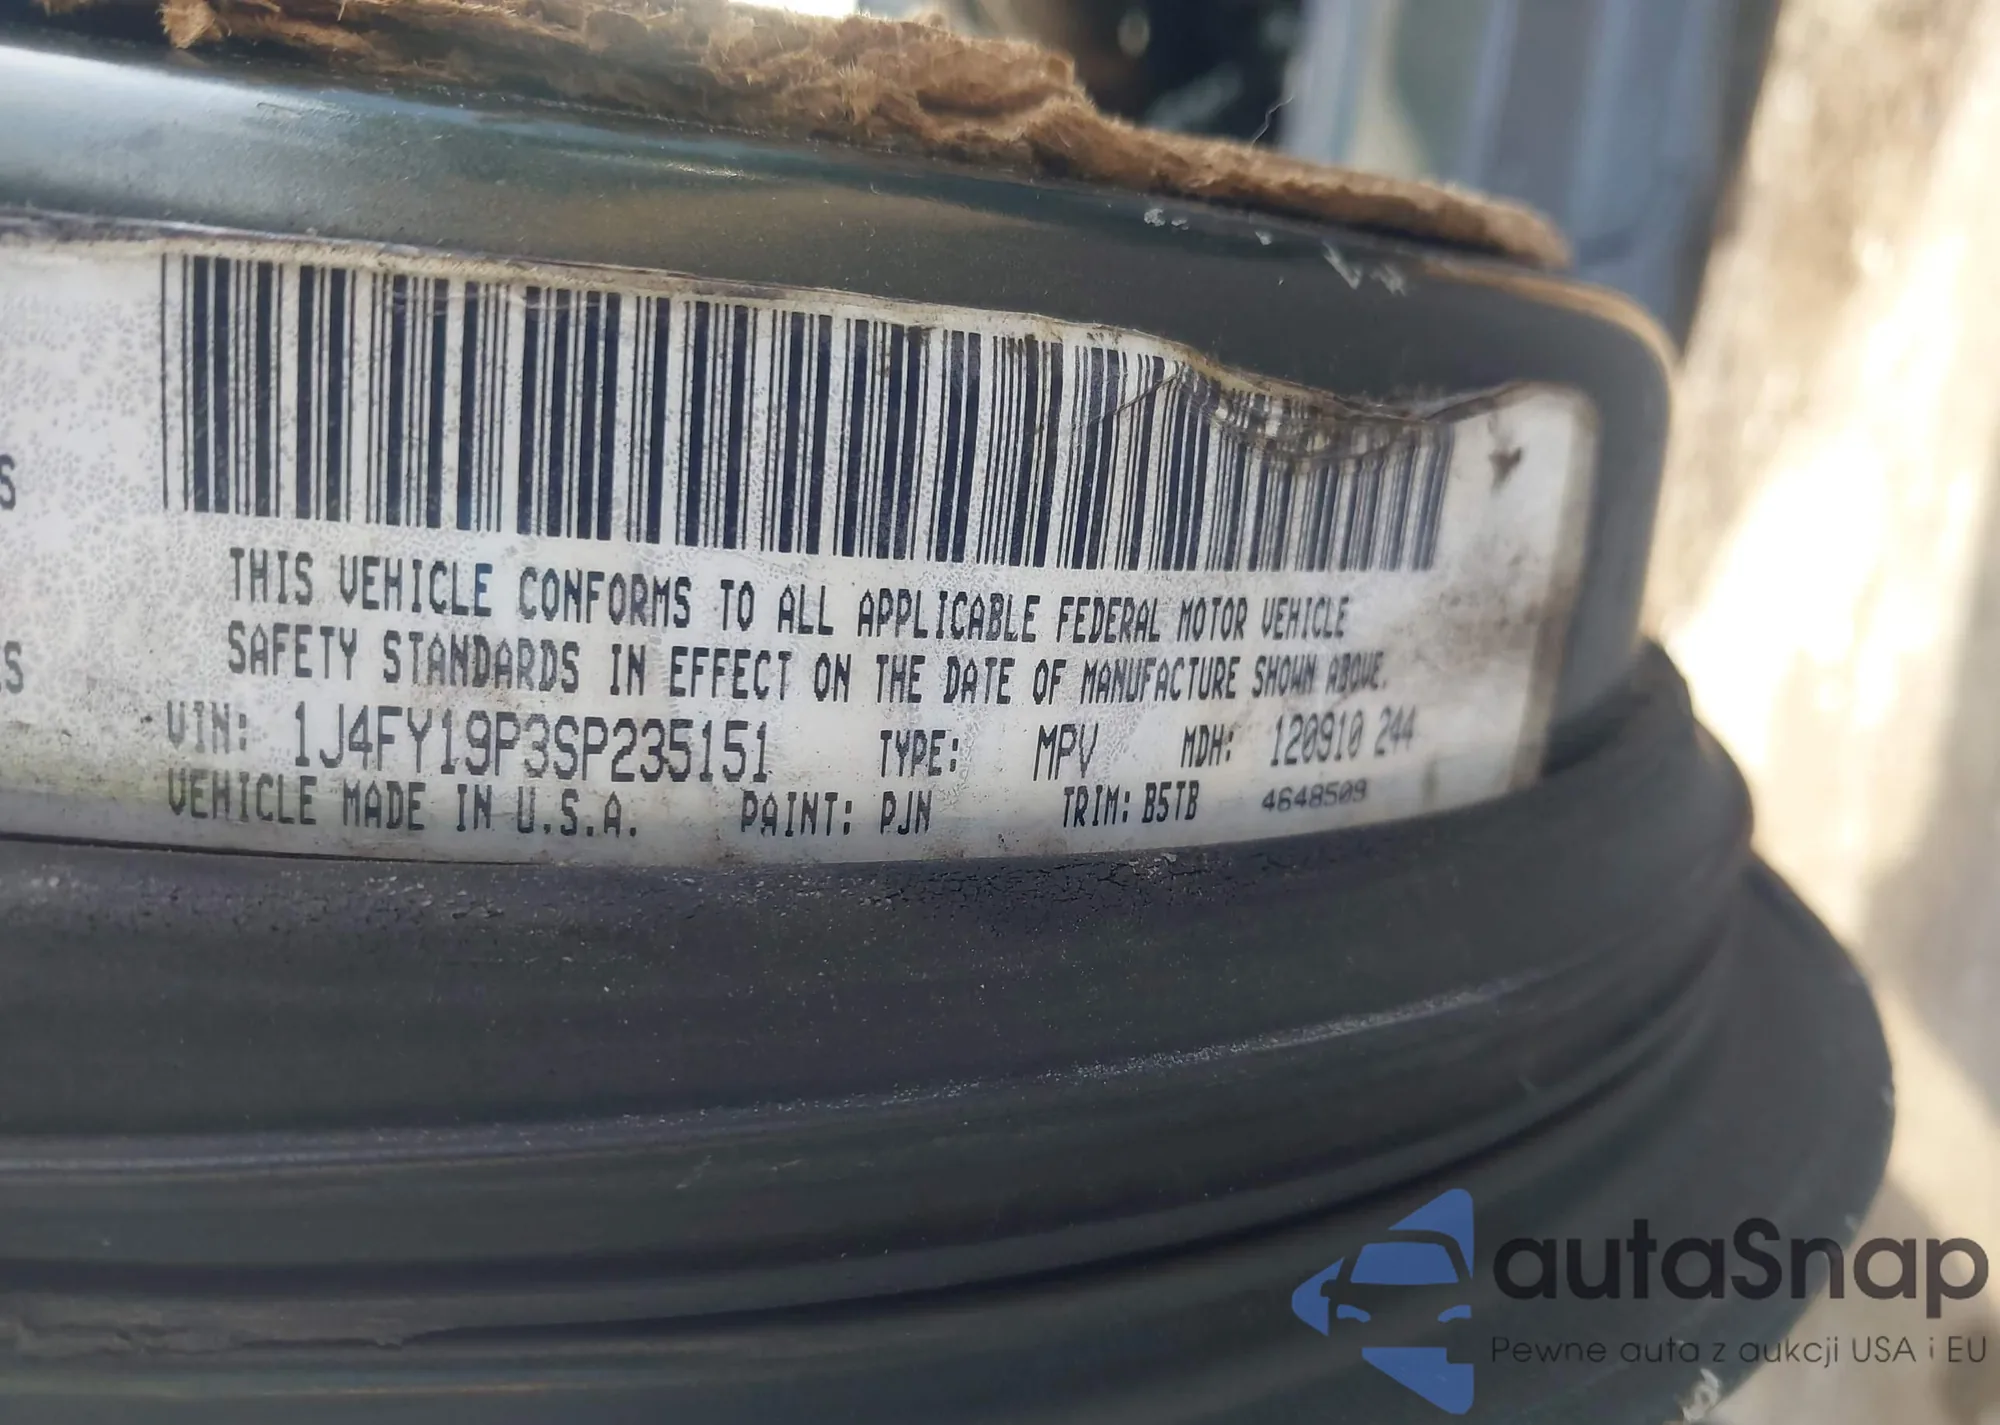 S
ES
THIS VEHICLE CONFORMS TO ALL APPLICABLE FEDERAL MOTOR VEHICLE
SAFETY STANDARDS IN EFFECT ON THE DATE OF MANUFACTURE SHOWN ABOVE.
VIN: 1J4FY19P3SP235151 TYPE: MPV MDH: 120910 244
VEHICLE MADE IN U.S.A. PAINT: PJN TRIM: B5TB 4648509
autaSnap
Pewne auta z aukcji USA i EU